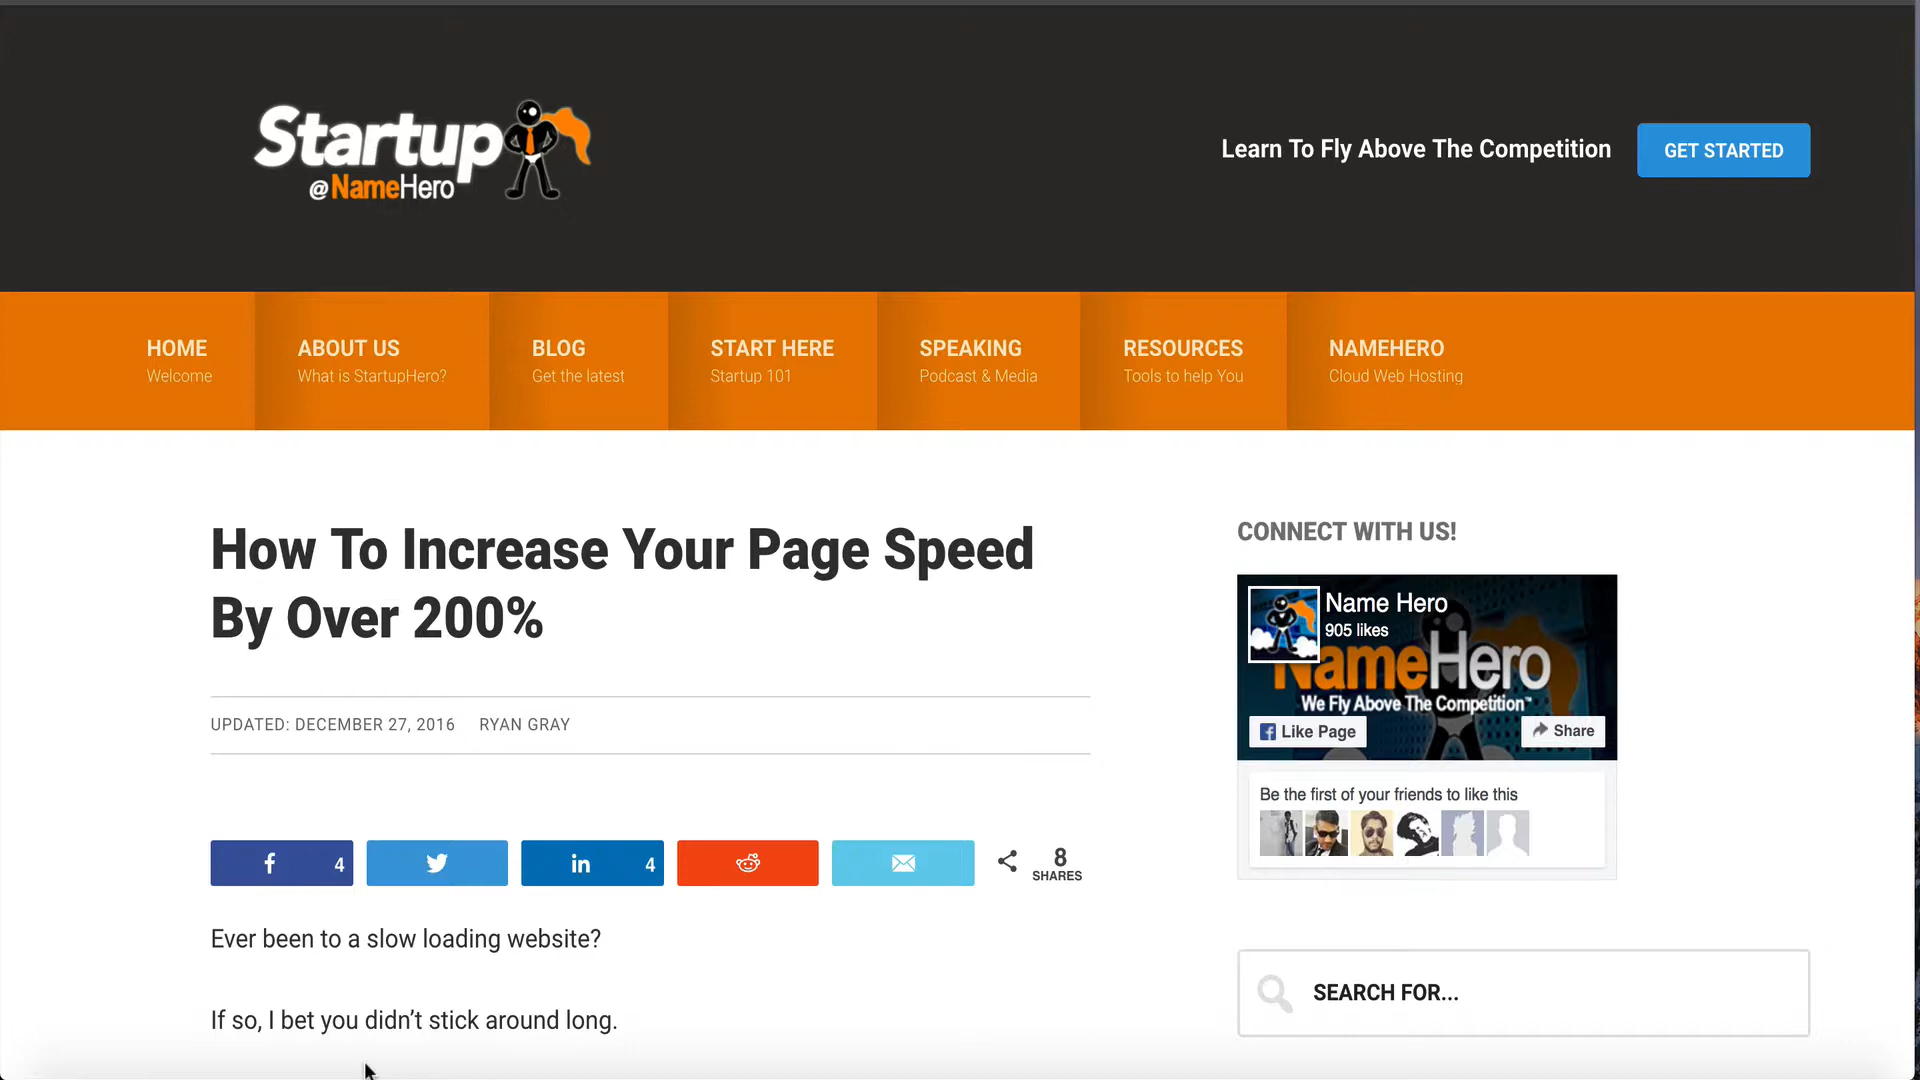 Startup
@NameHero
Learn To Fly Above The Competition
GET STARTED
HOME
Welcome
ABOUT US
What is StartupHero?
BLOG
Get the latest
START HERE
Startup 101
SPEAKING
Podcast & Media
RESOURCES
Tools to help You
NAMEHERO
Cloud Web Hosting
How To Increase Your Page Speed
By Over 200%
UPDATED: DECEMBER 27, 2016 RYAN GRAY
4
4
8
SHARES
Ever been to a slow loading website?
If so, I bet you didn’t stick around long.
CONNECT WITH US!
Name Hero
905 likes
NameHero
We Fly Above The Competition™
Like Page
Share
Be the first of your friends to like this
SEARCH FOR...